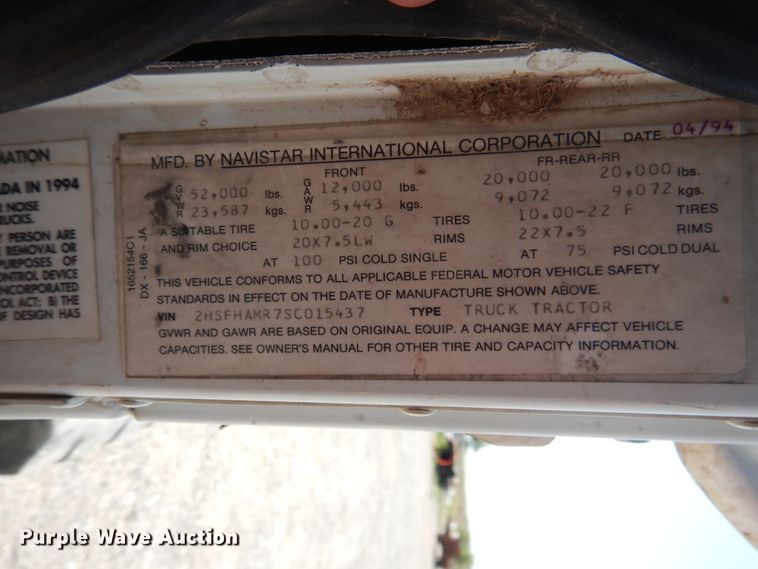 MATION
ADA IN 1994
NOISE
RUCKS.
PERSON ARE
REMOVAL OR
PURPOSES OF
ONTROL DEVICE
INCORPORATED
ROL ACT: B) THE
OF DESIGN HAS
1652154C1
DX - 166 - JA
MFD. BY NAVISTAR INTERNATIONAL CORPORATION DATE 04/94
FRONT FR-REAR-RR
GVWR 52,000 lbs. GAWR 12,000 lbs. 20,000 20,000 lbs.
23,587 kgs. 5,443 kgs. 9,072 9,072 kgs.
A SUITABLE TIRE 10.00-20 G TIRES 10.00-22 F TIRES
AND RIM CHOICE 20X7.5LW RIMS 22X7.5 RIMS
AT 100 PSI COLD SINGLE AT 75 PSI COLD DUAL
THIS VEHICLE CONFORMS TO ALL APPLICABLE FEDERAL MOTOR VEHICLE SAFETY
STANDARDS IN EFFECT ON THE DATE OF MANUFACTURE SHOWN ABOVE.
VIN 2HSFHAMR7SC015437 TYPE TRUCK TRACTOR
GVWR AND GAWR ARE BASED ON ORIGINAL EQUIP. A CHANGE MAY AFFECT VEHICLE
CAPACITIES. SEE OWNER'S MANUAL FOR OTHER TIRE AND CAPACITY INFORMATION.
Purple Wave Auction